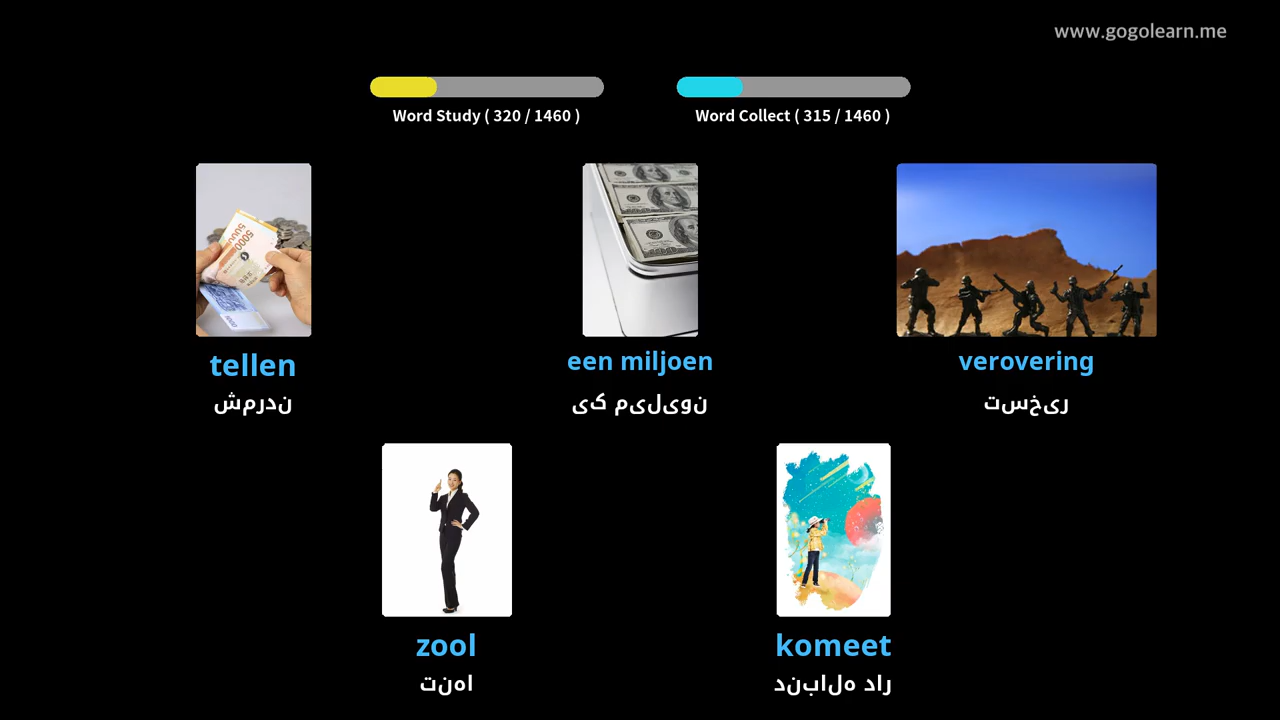 www.gogolearn.me
Word Study ( 320 / 1460 )
Word Collect ( 315 / 1460 )
tellen
شمردن
een miljoen
یک میلیون
verovering
تسخیر
zool
تنها
komeet
دنباله دار